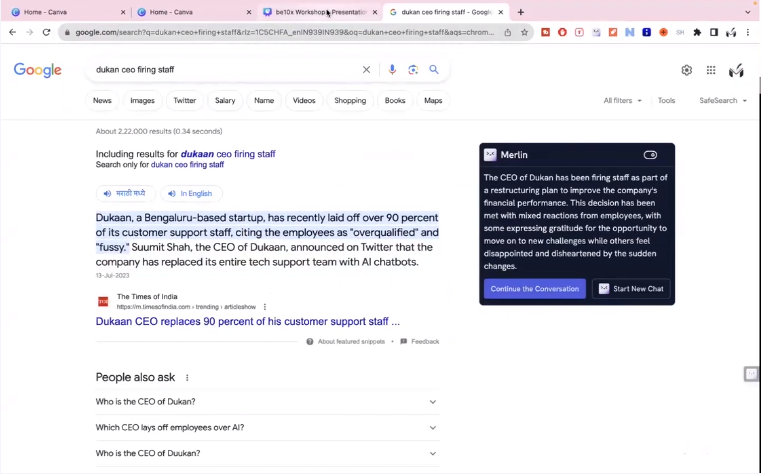 Home - Canva
Home - Canva
be10x Workshop: Presentation
dukan ceo firing staff - Google
google.com/search?q=dukan+ceo+firing+staff&rlz=1C5CHFA_enIN939IN939&oq=dukan+ceo+firing+staff&aqs=chrom...
Google
dukan ceo firing staff
News
Images
Twitter
Salary
Name
Videos
Shopping
Books
Maps
All filters
Tools
SafeSearch
About 2,22,000 results (0.34 seconds)
Including results for dukaan ceo firing staff
Search only for dukan ceo firing staff
मराठी मध्ये
In English
Dukaan, a Bengaluru-based startup, has recently laid off over 90 percent
of its customer support staff, citing the employees as "overqualified" and
"fussy." Suumit Shah, the CEO of Dukaan, announced on Twitter that the
company has replaced its entire tech support team with AI chatbots.
13-Jul-2023
The Times of India
https://m.timesofindia.com › trending › articleshow
Dukaan CEO replaces 90 percent of his customer support staff ...
About featured snippets
Feedback
People also ask
Who is the CEO of Dukan?
Which CEO lays off employees over AI?
Who is the CEO of Duukan?
Merlin
The CEO of Dukan has been firing staff as part of
a restructuring plan to improve the company's
financial performance. This decision has been
met with mixed reactions from employees, with
some expressing gratitude for the opportunity to
move on to new challenges while others feel
disappointed and disheartened by the sudden
changes.
Continue the Conversation
Start New Chat